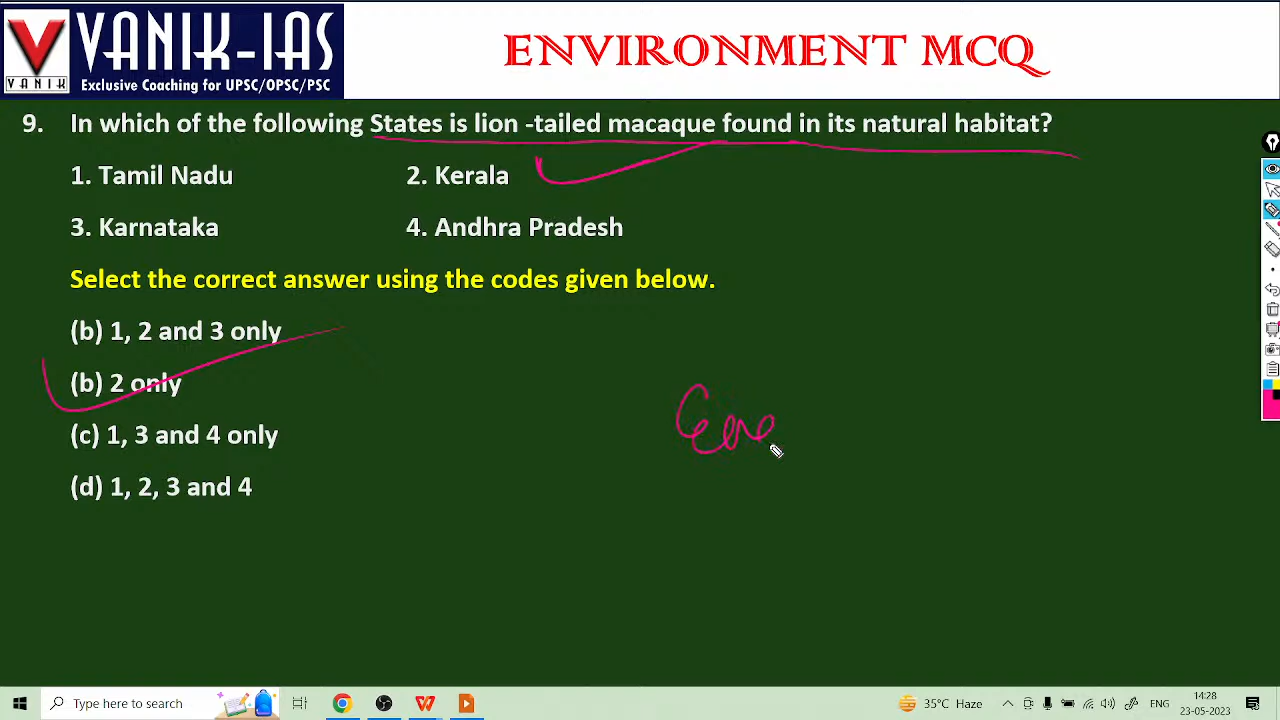 VANIK-IAS
VANIK
Exclusive Coaching for UPSC/OPSC/PSC
ENVIRONMENT MCQ
9. In which of the following States is lion -tailed macaque found in its natural habitat?
1. Tamil Nadu 2. Kerala
3. Karnataka 4. Andhra Pradesh
Select the correct answer using the codes given below.
(b) 1, 2 and 3 only
(b) 2 only
(c) 1, 3 and 4 only
(d) 1, 2, 3 and 4
Type here to search
35°C Haze
ENG
14:28
23-05-2023